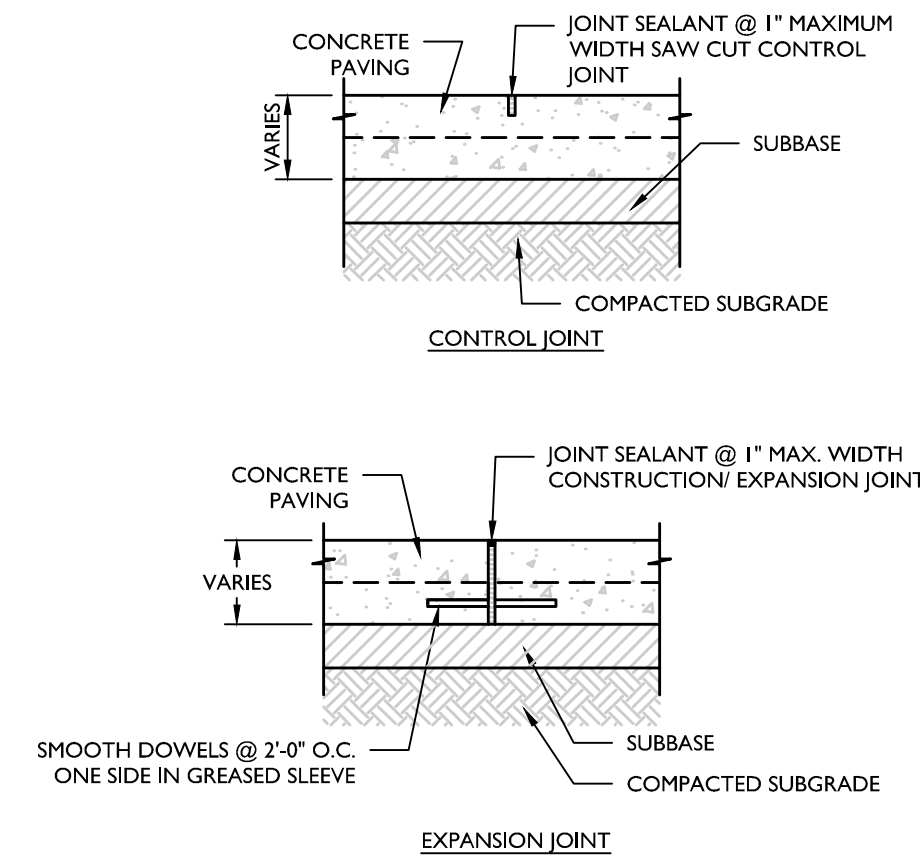 CONCRETE
PAVING
JOINT SEALANT @ 1" MAXIMUM
WIDTH SAW CUT CONTROL
JOINT
VARIES
SUBBASE
COMPACTED SUBGRADE
CONTROL JOINT
CONCRETE
PAVING
JOINT SEALANT @ 1" MAX. WIDTH
CONSTRUCTION/ EXPANSION JOINT
VARIES
SMOOTH DOWELS @ 2'-0" O.C.
ONE SIDE IN GREASED SLEEVE
SUBBASE
COMPACTED SUBGRADE
EXPANSION JOINT